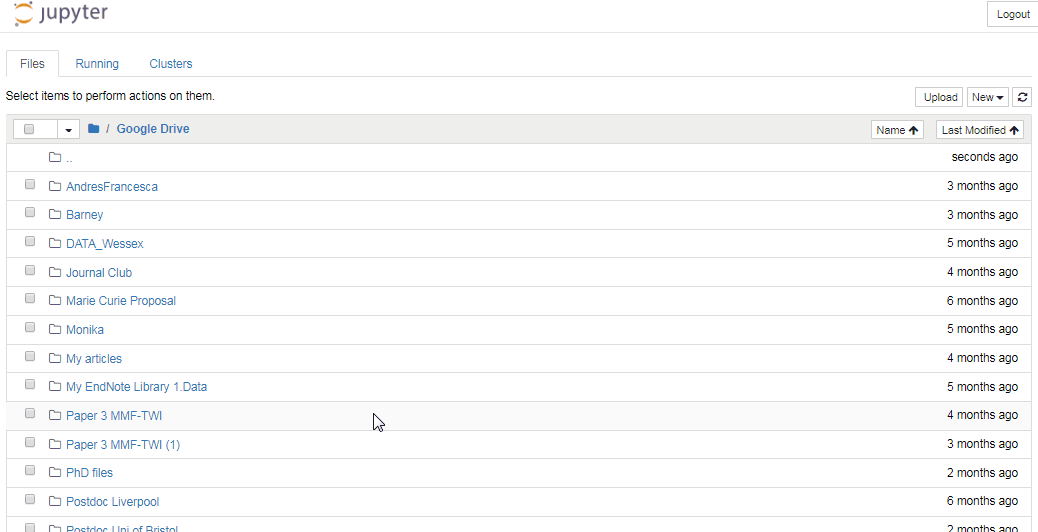 jupyter
Logout
Files Running Clusters
Select items to perform actions on them.
Upload New
/ Google Drive Name Last Modified
.. seconds ago
AndresFrancesca 3 months ago
Barney 3 months ago
DATA_Wessex 5 months ago
Journal Club 4 months ago
Marie Curie Proposal 6 months ago
Monika 5 months ago
My articles 4 months ago
My EndNote Library 1.Data 5 months ago
Paper 3 MMF-TWI 4 months ago
Paper 3 MMF-TWI (1) 3 months ago
PhD files 2 months ago
Postdoc Liverpool 6 months ago
Postdoc Uni of Bristol 2 months ago